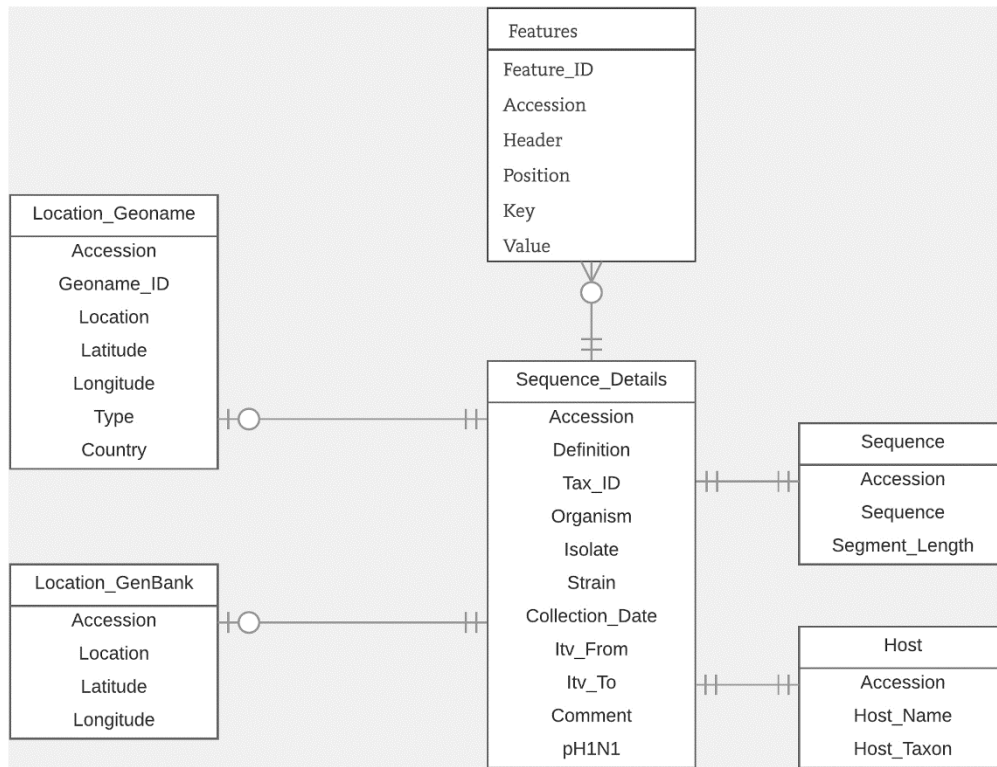 Features
Feature_ID
Accession
Header
Position
Key
Value
Location_Geoname
Accession
Geoname_ID
Location
Latitude
Longitude
Type
Country
Sequence_Details
Accession
Definition
Tax_ID
Organism
Isolate
Strain
Collection_Date
Itv_From
Itv_To
Comment
pH1N1
Sequence
Accession
Sequence
Segment_Length
Location_GenBank
Accession
Location
Latitude
Longitude
Host
Accession
Host_Name
Host_Taxon